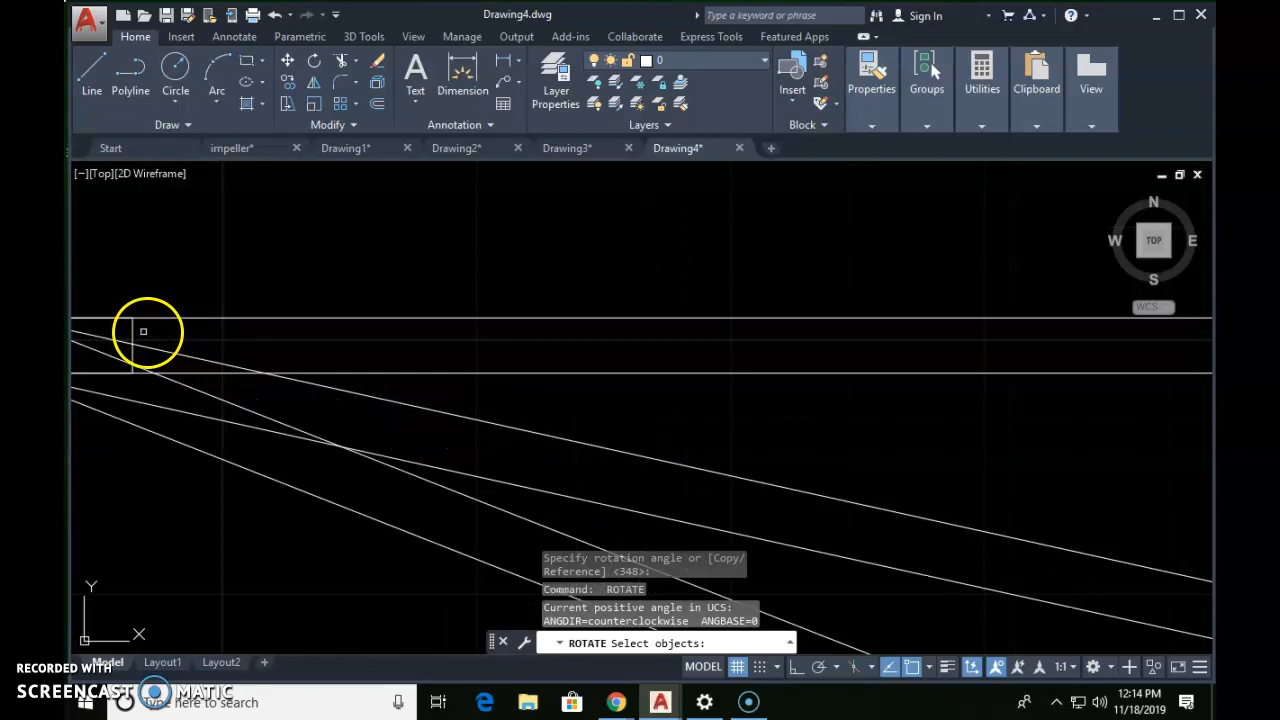 Drawing4.dwg
Type a keyword or phrase
Sign In
Home Insert Annotate Parametric 3D Tools View Manage Output Add-ins Collaborate Express Tools Featured Apps
Line Polyline Circle Arc
Text Dimension
Layer Properties
0
Insert
Properties Groups Utilities Clipboard View
Draw Modify Annotation Layers Block
Start impeller* Drawing1* Drawing2* Drawing3* Drawing4*
[−][Top][2D Wireframe]
N
W TOP E
S
WCS
Specify rotation angle or [Copy/
Reference] <348>:
Command: ROTATE
Current positive angle in UCS:
ANGDIR=counterclockwise ANGBASE=0
ROTATE Select objects:
Y
X
Model Layout1 Layout2
MODEL
1:1
RECORDED WITH
SCREENCAST MATIC
here to search
12:14 PM
11/18/2019